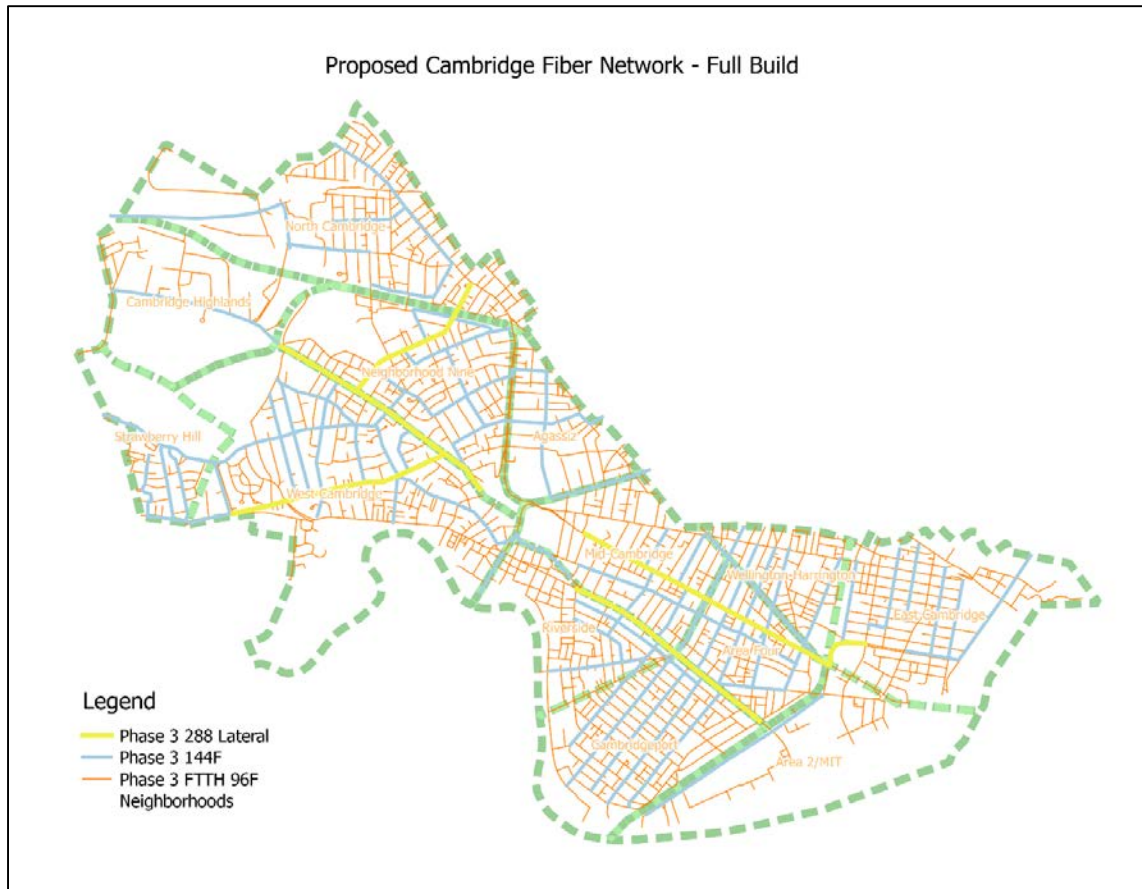 Proposed Cambridge Fiber Network - Full Build
North Cambridge
Cambridge Highlands
Neighborhood Nine
Agassiz
Strawberry Hill
West Cambridge
Mid-Cambridge
Wellington-Harrington
East Cambridge
Riverside
Area Four
Cambridgeport
Area 2/MIT
Legend
Phase 3 288 Lateral
Phase 3 144F
Phase 3 FTTH 96F
Neighborhoods